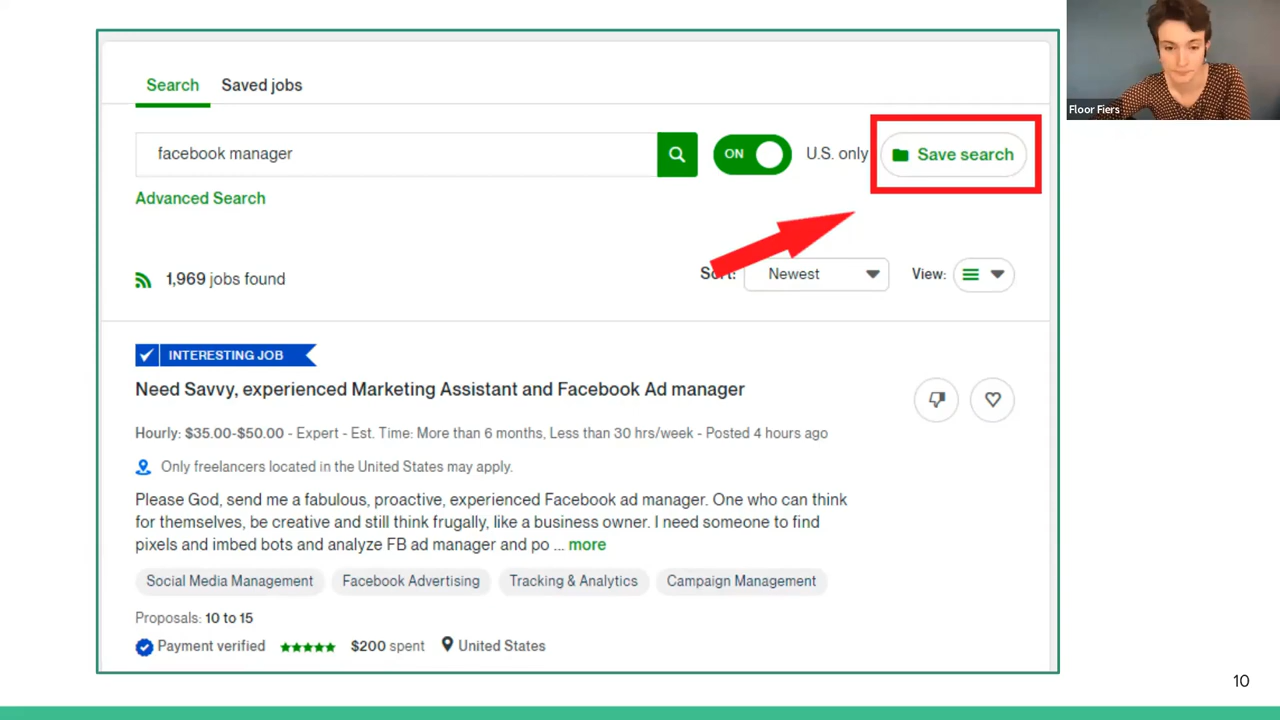 Search Saved jobs
facebook manager
ON
U.S. only
Save search
Advanced Search
1,969 jobs found
Sort: Newest
View:
INTERESTING JOB
Need Savvy, experienced Marketing Assistant and Facebook Ad manager
Hourly: $35.00-$50.00 - Expert - Est. Time: More than 6 months, Less than 30 hrs/week - Posted 4 hours ago
Only freelancers located in the United States may apply.
Please God, send me a fabulous, proactive, experienced Facebook ad manager. One who can think
for themselves, be creative and still think frugally, like a business owner. I need someone to find
pixels and imbed bots and analyze FB ad manager and po ... more
Social Media Management Facebook Advertising Tracking & Analytics Campaign Management
Proposals: 10 to 15
Payment verified $200 spent United States
Floor Fiers
10